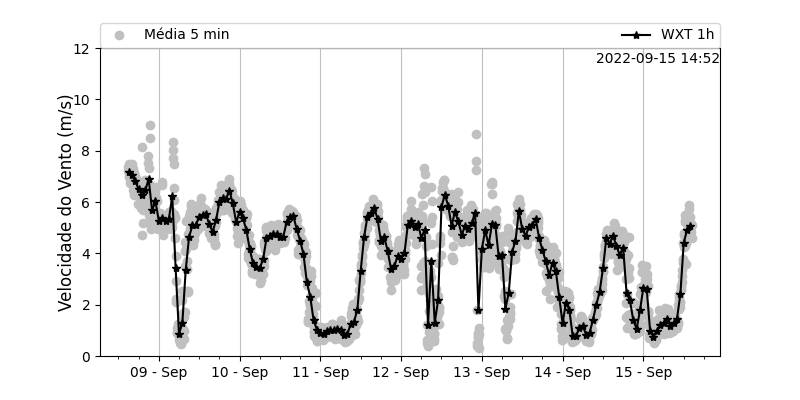 Média 5 min
WXT 1h
2022-09-15 14:52
Velocidade do Vento (m/s)
12
10
8
6
4
2
0
09 - Sep 10 - Sep 11 - Sep 12 - Sep 13 - Sep 14 - Sep 15 - Sep